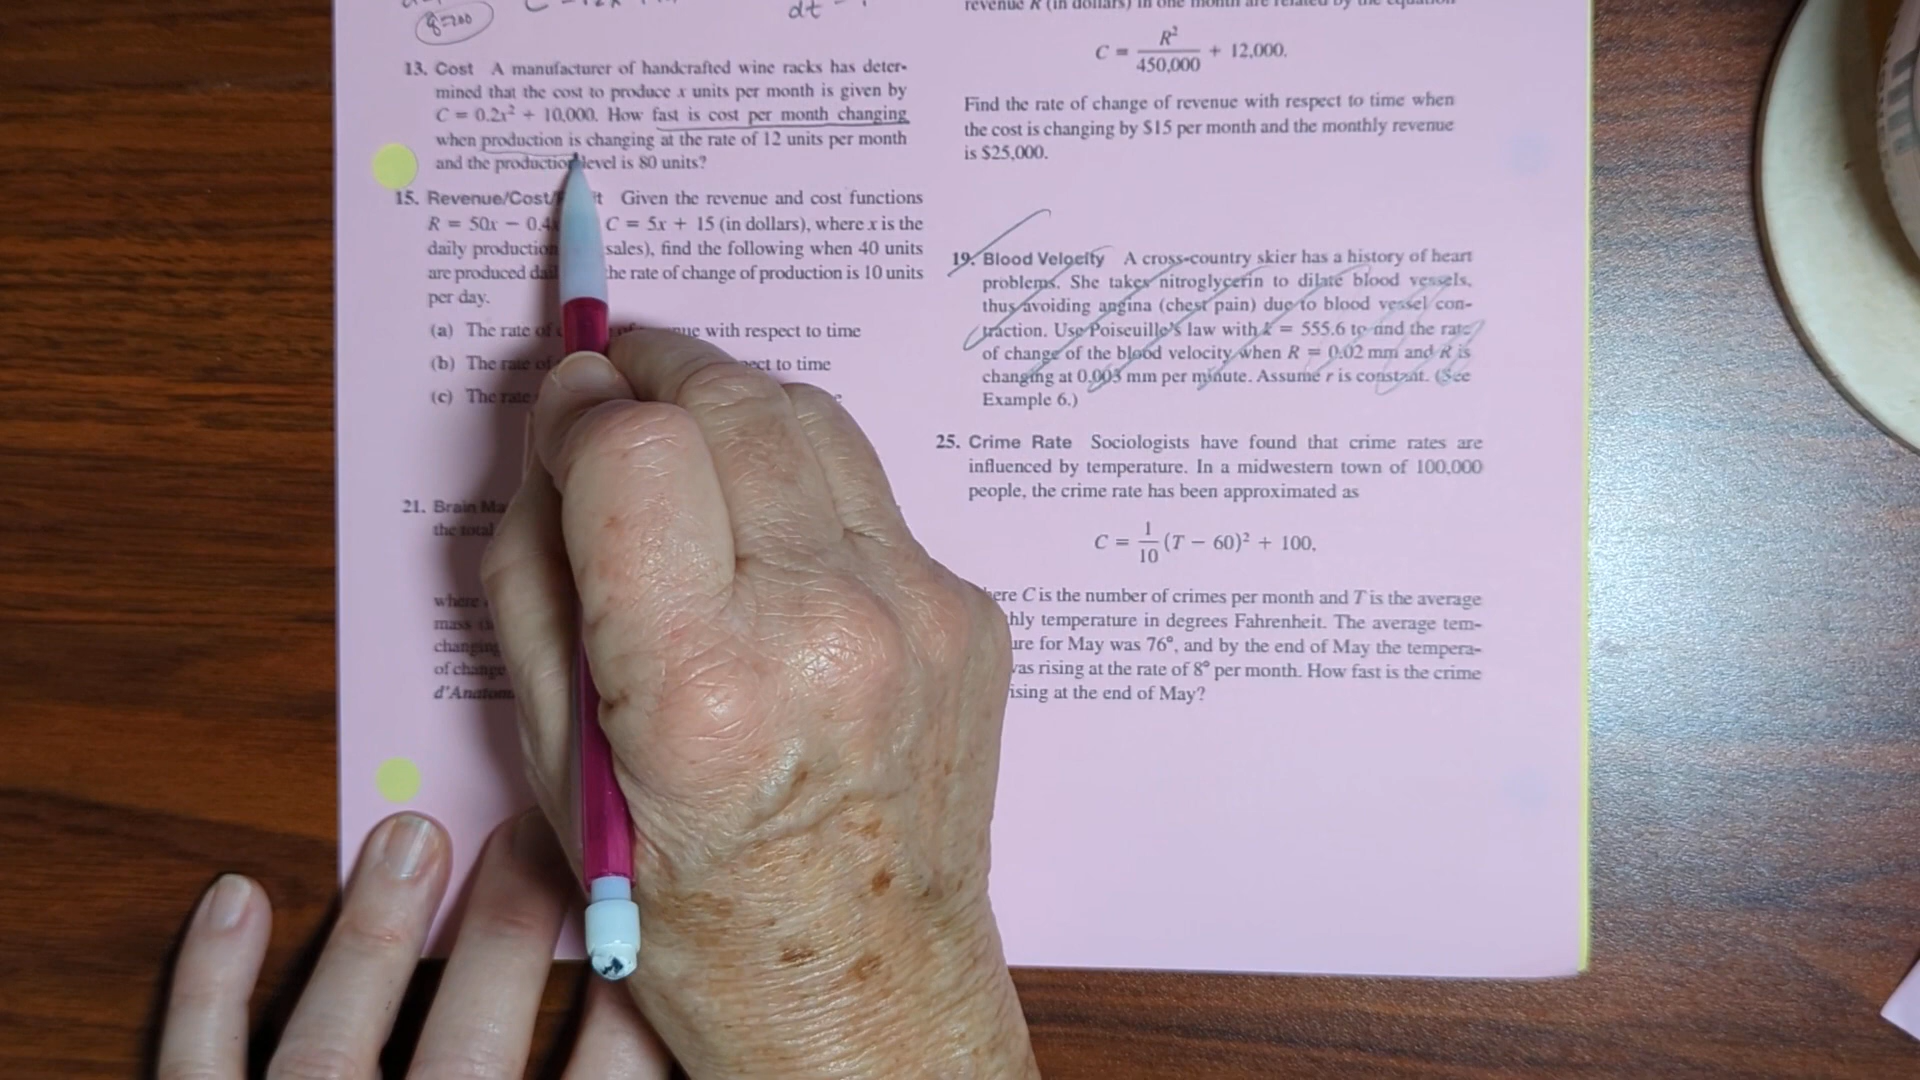 q=200
dt
13. Cost A manufacturer of handcrafted wine racks has deter-
mined that the cost to produce x units per month is given by
C = 0.2x² + 10,000. How fast is cost per month changing
when production is changing at the rate of 12 units per month
and the production level is 80 units?
15. Revenue/Cost/ Given the revenue and cost functions
R = 50x − 0.4 C = 5x + 15 (in dollars), where x is the
daily production sales), find the following when 40 units
are produced the rate of change of production is 10 units
per day.
(a) The rate of nue with respect to time
(b) The rate of to time
(c) The rate
21. Brain Ma
the total
where
mass
changing
of change
d'Anatom
revenue R (in dollars) in one month are related by the equation
C = R²/450,000 + 12,000.
Find the rate of change of revenue with respect to time when
the cost is changing by $15 per month and the monthly revenue
is $25,000.
19. Blood Velocity A cross-country skier has a history of heart
problems. She takes nitroglycerin to dilate blood vessels,
thus avoiding angina (chest pain) due to blood vessel con-
traction. Use Poiseuille's law with k = 555.6 to find the rate
of change of the blood velocity when R = 0.02 mm and R is
changing at 0.003 mm per minute. Assume r is constant. (See
Example 6.)
25. Crime Rate Sociologists have found that crime rates are
influenced by temperature. In a midwestern town of 100,000
people, the crime rate has been approximated as
C = 1/10 (T − 60)² + 100,
ere C is the number of crimes per month and T is the average
hly temperature in degrees Fahrenheit. The average tem-
ure for May was 76°, and by the end of May the tempera-
as rising at the rate of 8° per month. How fast is the crime
ising at the end of May?